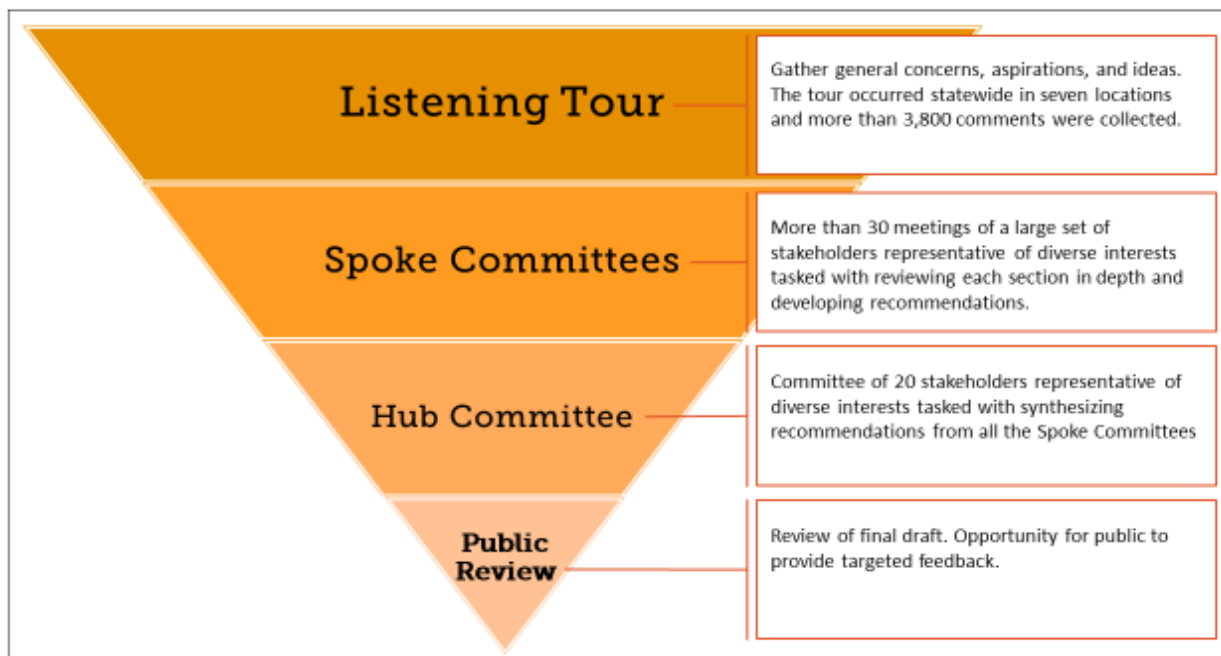 Listening Tour
Gather general concerns, aspirations, and ideas.
The tour occurred statewide in seven locations
and more than 3,800 comments were collected.
Spoke Committees
More than 30 meetings of a large set of
stakeholders representative of diverse interests
tasked with reviewing each section in depth and
developing recommendations.
Hub Committee
Committee of 20 stakeholders representative of
diverse interests tasked with synthesizing
recommendations from all the Spoke Committees
Public
Review
Review of final draft. Opportunity for public to
provide targeted feedback.